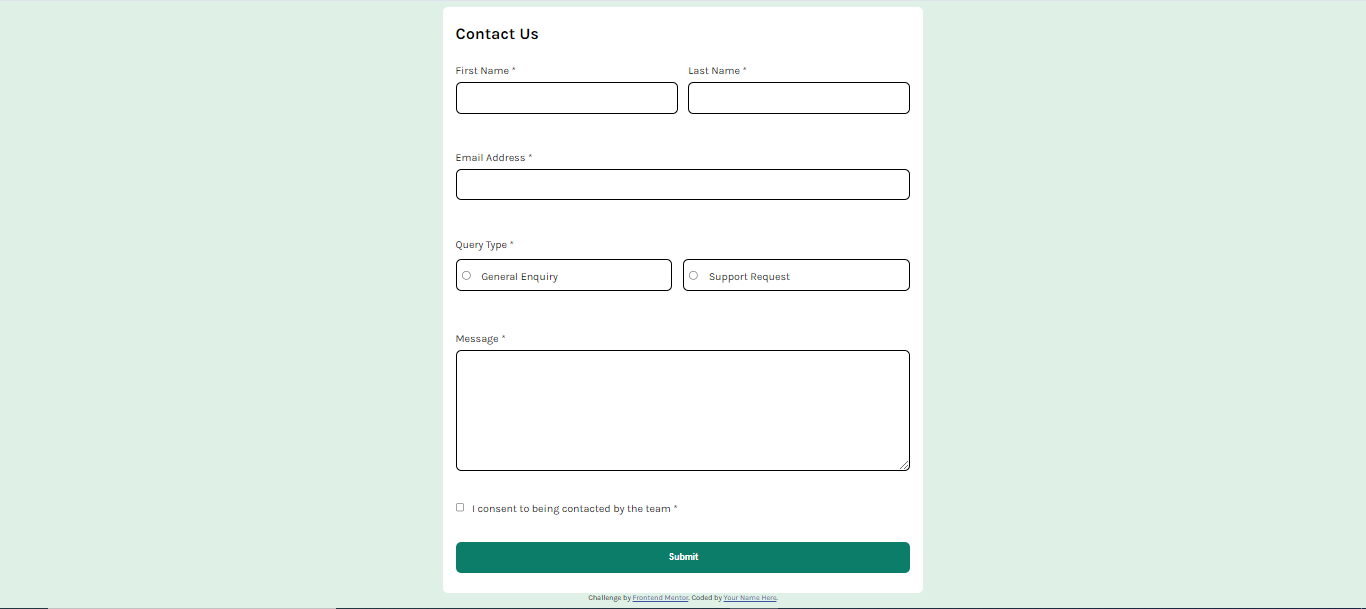 Contact Us
First Name *
Last Name *
Email Address *
Query Type *
General Enquiry
Support Request
Message *
I consent to being contacted by the team *
Submit
Challenge by Frontend Mentor. Coded by Your Name Here.